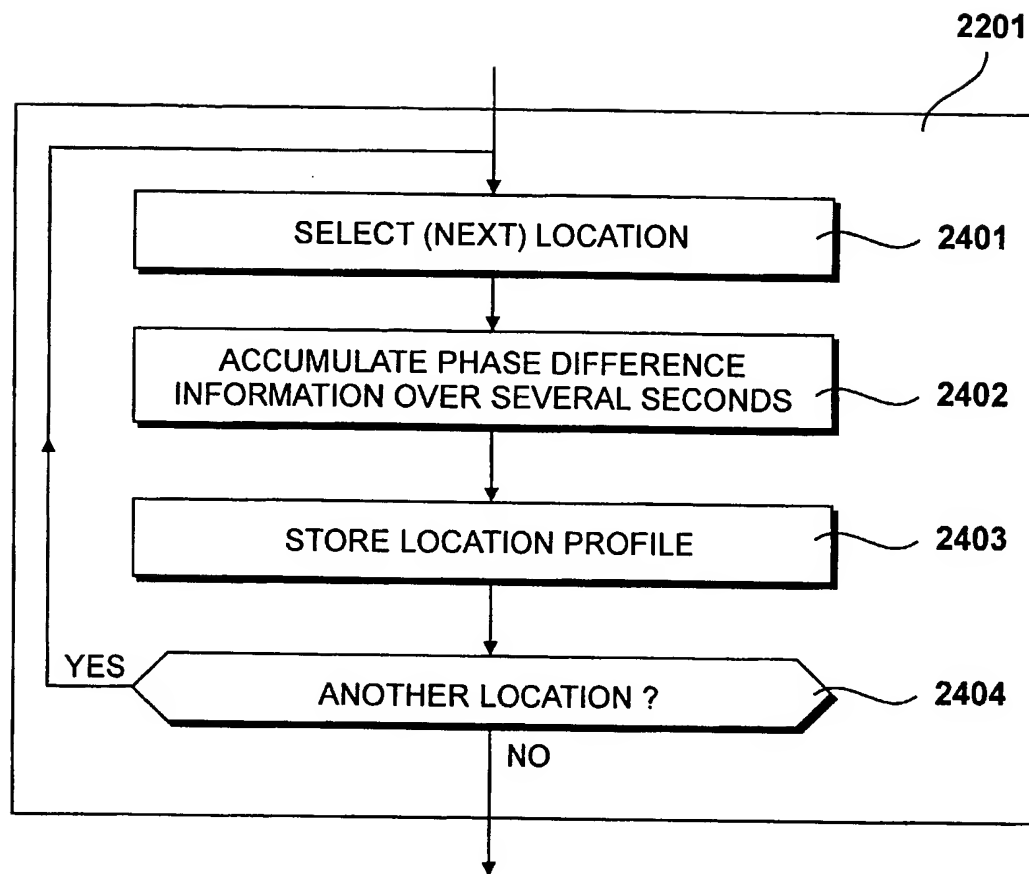 2201
SELECT (NEXT) LOCATION
2401
ACCUMULATE PHASE DIFFERENCE
INFORMATION OVER SEVERAL SECONDS
2402
STORE LOCATION PROFILE
2403
YES
ANOTHER LOCATION ?
2404
NO